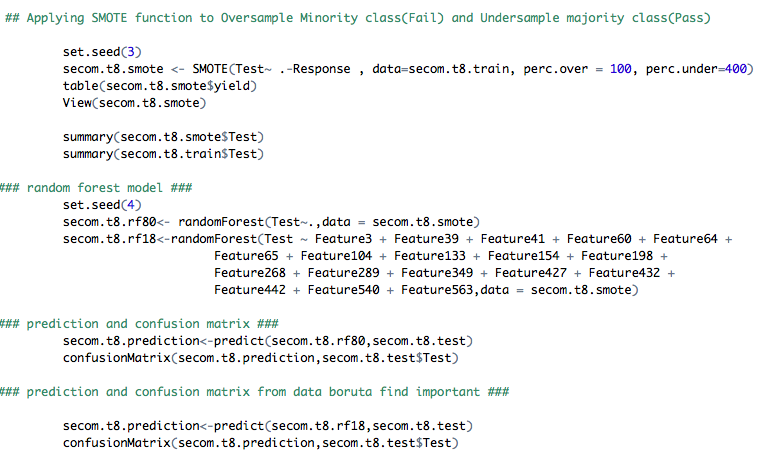 ## Applying SMOTE function to Oversample Minority class(Fail) and Undersample majority class(Pass)
set.seed(3)
secom.t8.smote <- SMOTE(Test~ .-Response , data=secom.t8.train, perc.over = 100, perc.under=400)
table(secom.t8.smote$yield)
View(secom.t8.smote)
summary(secom.t8.smote$Test)
summary(secom.t8.train$Test)
### random forest model ###
set.seed(4)
secom.t8.rf80<- randomForest(Test~.,data = secom.t8.smote)
secom.t8.rf18<-randomForest(Test ~ Feature3 + Feature39 + Feature41 + Feature60 + Feature64 +
Feature65 + Feature104 + Feature133 + Feature154 + Feature198 +
Feature268 + Feature289 + Feature349 + Feature427 + Feature432 +
Feature442 + Feature540 + Feature563,data = secom.t8.smote)
### prediction and confusion matrix ###
secom.t8.prediction<-predict(secom.t8.rf80,secom.t8.test)
confusionMatrix(secom.t8.prediction,secom.t8.test$Test)
### prediction and confusion matrix from data boruta find important ###
secom.t8.prediction<-predict(secom.t8.rf18,secom.t8.test)
confusionMatrix(secom.t8.prediction,secom.t8.test$Test)